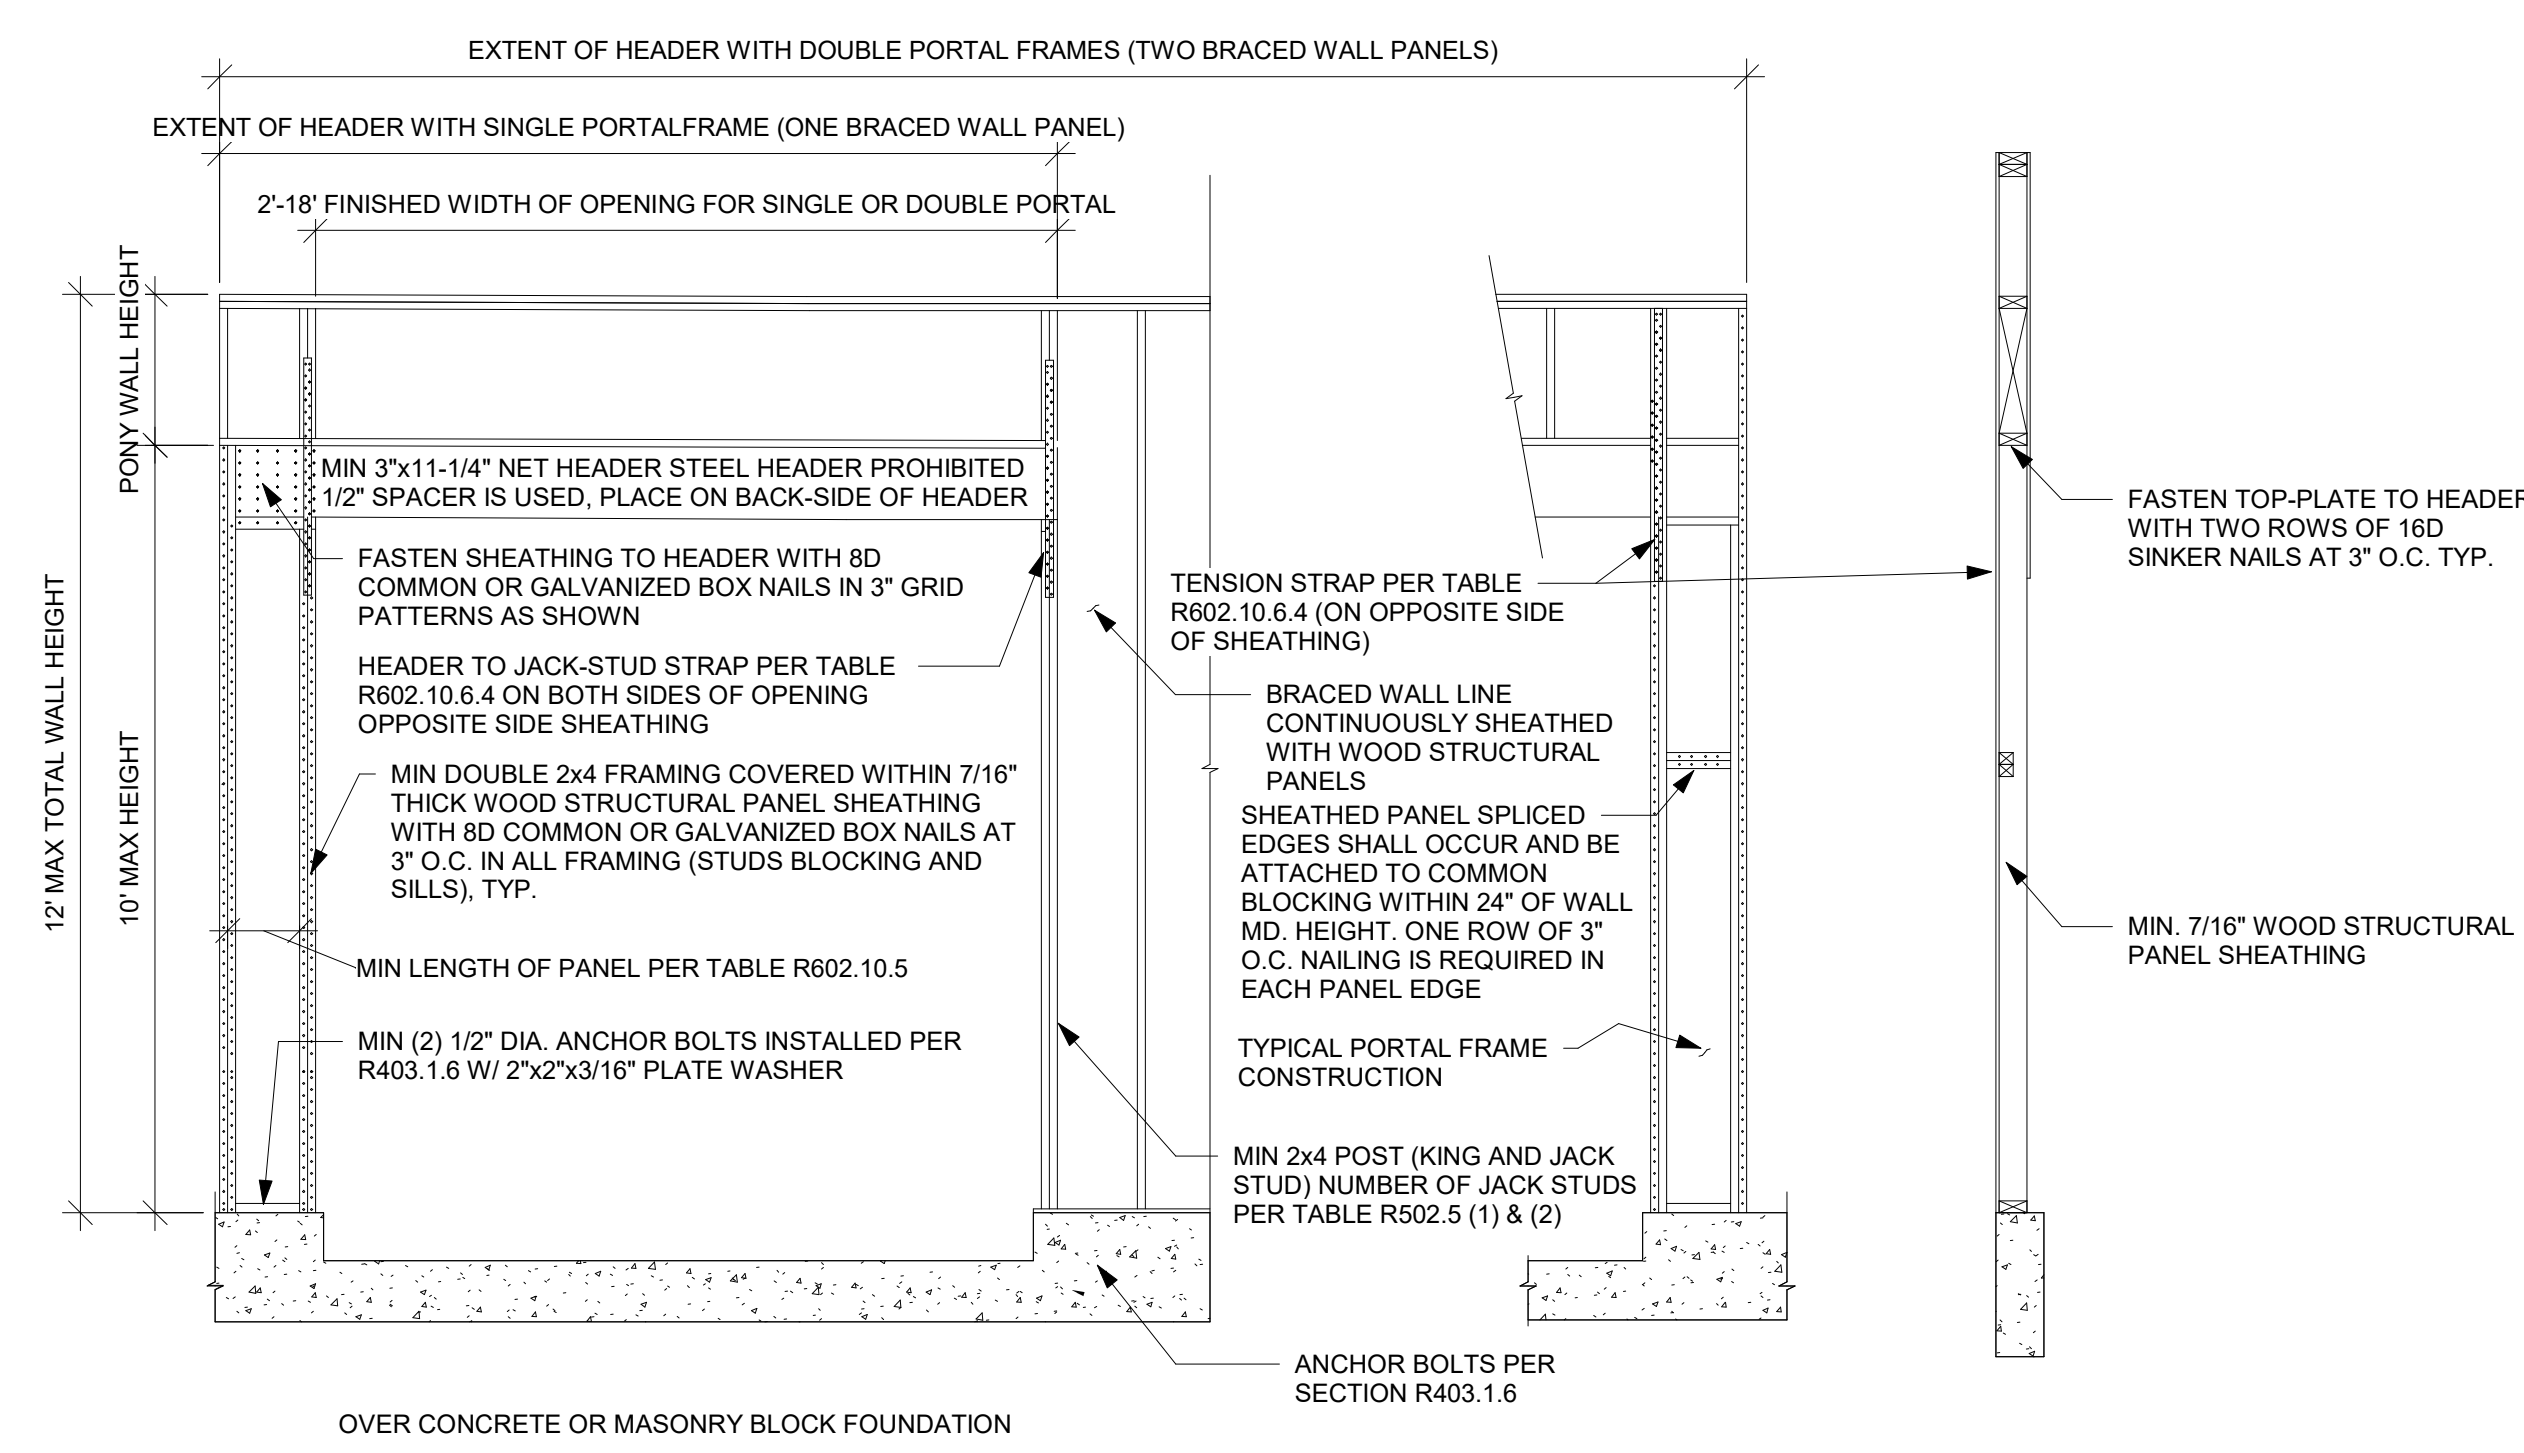 EXTENT OF HEADER WITH DOUBLE PORTAL FRAMES (TWO BRACED WALL PANELS)
EXTENT OF HEADER WITH SINGLE PORTALFRAME (ONE BRACED WALL PANEL)
2'-18' FINISHED WIDTH OF OPENING FOR SINGLE OR DOUBLE PORTAL
PONY WALL HEIGHT
12' MAX TOTAL WALL HEIGHT
10' MAX HEIGHT
MIN 3"x11-1/4" NET HEADER STEEL HEADER PROHIBITED
1/2" SPACER IS USED, PLACE ON BACK-SIDE OF HEADER
FASTEN SHEATHING TO HEADER WITH 8D
COMMON OR GALVANIZED BOX NAILS IN 3" GRID
PATTERNS AS SHOWN
HEADER TO JACK-STUD STRAP PER TABLE
R602.10.6.4 ON BOTH SIDES OF OPENING
OPPOSITE SIDE SHEATHING
MIN DOUBLE 2x4 FRAMING COVERED WITHIN 7/16"
THICK WOOD STRUCTURAL PANEL SHEATHING
WITH 8D COMMON OR GALVANIZED BOX NAILS AT
3" O.C. IN ALL FRAMING (STUDS BLOCKING AND
SILLS), TYP.
MIN LENGTH OF PANEL PER TABLE R602.10.5
MIN (2) 1/2" DIA. ANCHOR BOLTS INSTALLED PER
R403.1.6 W/ 2"x2"x3/16" PLATE WASHER
TENSION STRAP PER TABLE
R602.10.6.4 (ON OPPOSITE SIDE
OF SHEATHING)
BRACED WALL LINE
CONTINUOUSLY SHEATHED
WITH WOOD STRUCTURAL
PANELS
SHEATHED PANEL SPLICED
EDGES SHALL OCCUR AND BE
ATTACHED TO COMMON
BLOCKING WITHIN 24" OF WALL
MD. HEIGHT. ONE ROW OF 3"
O.C. NAILING IS REQUIRED IN
EACH PANEL EDGE
TYPICAL PORTAL FRAME
CONSTRUCTION
MIN 2x4 POST (KING AND JACK
STUD) NUMBER OF JACK STUDS
PER TABLE R502.5 (1) & (2)
ANCHOR BOLTS PER
SECTION R403.1.6
FASTEN TOP-PLATE TO HEADER
WITH TWO ROWS OF 16D
SINKER NAILS AT 3" O.C. TYP.
MIN. 7/16" WOOD STRUCTURAL
PANEL SHEATHING
OVER CONCRETE OR MASONRY BLOCK FOUNDATION